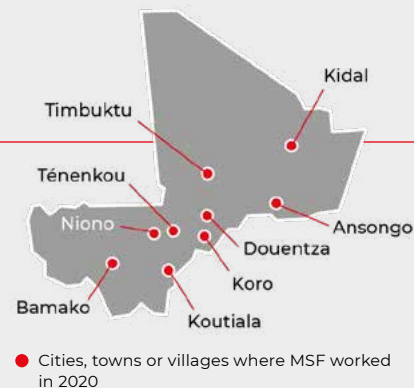 Kidal
Timbuktu
Ténenkou
Niono
Ansongo
Douentza
Koro
Bamako
Koutiala
Cities, towns or villages where MSF worked
in 2020